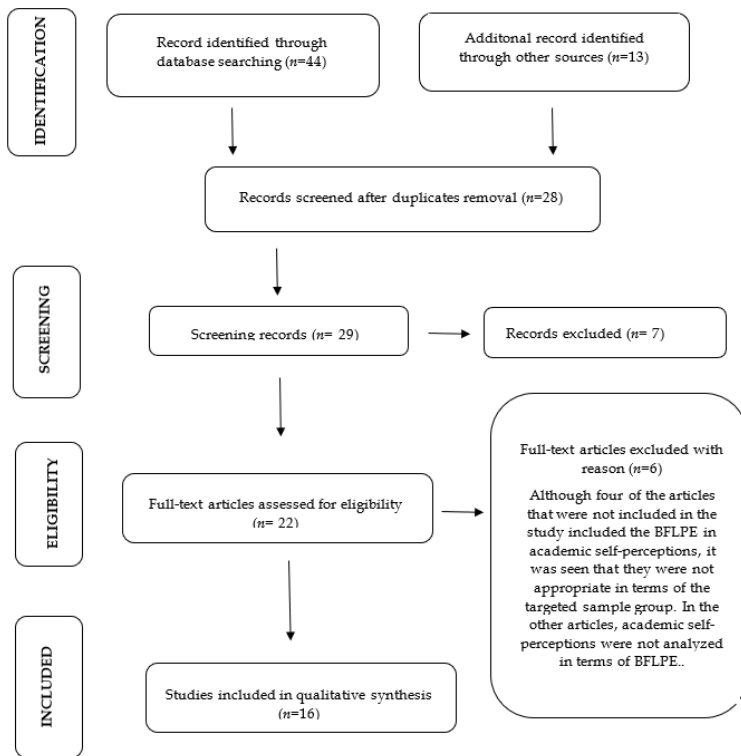 IDENTIFICATION
Record identified through
database searching (n=44)
Additonal record identified
through other sources (n=13)
Records screened after duplicates removal (n=28)
SCREENING
Screening records (n= 29)
Records excluded (n= 7)
ELIGIBILITY
Full-text articles assessed for eligibility
(n= 22)
Full-text articles excluded with
reason (n=6)
Although four of the articles
that were not included in the
study included the BFLPE in
academic self-perceptions, it
was seen that they were not
appropriate in terms of the
targeted sample group. In the
other articles, academic self-
perceptions were not analyzed
in terms of BFLPE..
INCLUDED
Studies included in qualitative synthesis
(n=16)